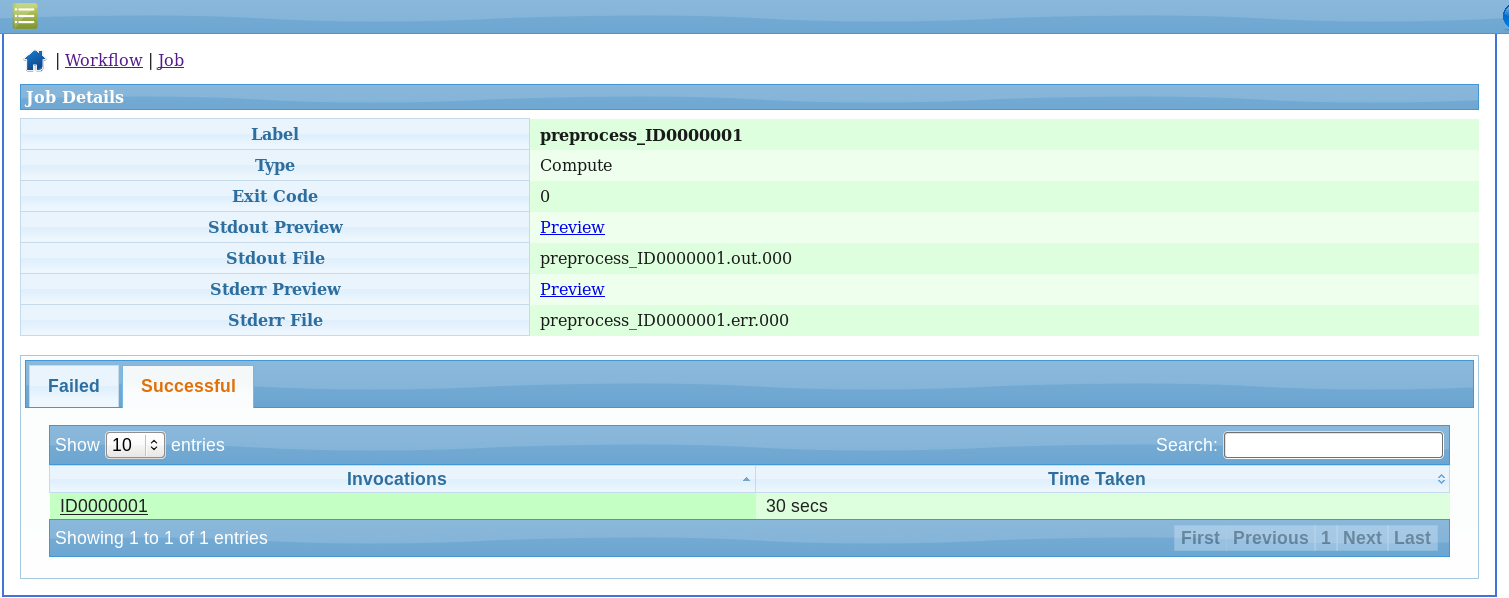 | Workflow | Job
Job Details
Label preprocess_ID0000001
Type Compute
Exit Code 0
Stdout Preview Preview
Stdout File preprocess_ID0000001.out.000
Stderr Preview Preview
Stderr File preprocess_ID0000001.err.000
Failed Successful
Show 10 entries Search:
Invocations Time Taken
ID0000001 30 secs
Showing 1 to 1 of 1 entries First Previous 1 Next Last